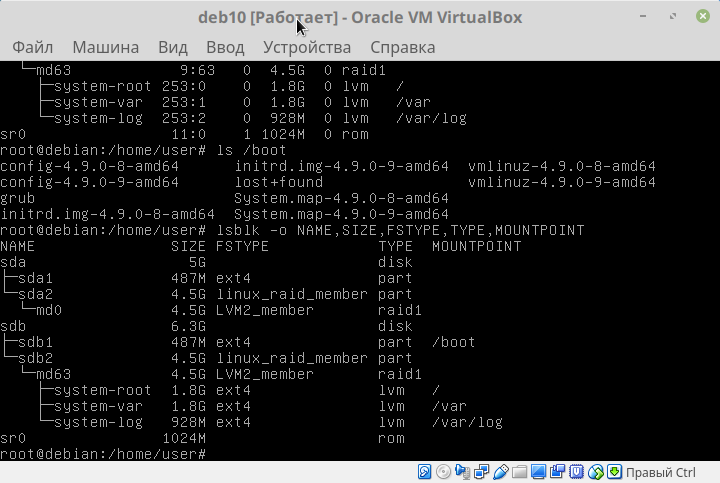 deb10 [Работает] - Oracle VM VirtualBox
Файл Машина Вид Ввод Устройства Справка
└─md63 9:63 0 4.5G 0 raid1
├─system-root 253:0 0 1.8G 0 lvm /
├─system-var 253:1 0 1.8G 0 lvm /var
└─system-log 253:2 0 928M 0 lvm /var/log
sr0 11:0 1 1024M 0 rom
root@debian:/home/user# ls /boot
config-4.9.0-8-amd64 initrd.img-4.9.0-9-amd64 vmlinuz-4.9.0-8-amd64
config-4.9.0-9-amd64 lost+found vmlinuz-4.9.0-9-amd64
grub System.map-4.9.0-8-amd64
initrd.img-4.9.0-8-amd64 System.map-4.9.0-9-amd64
root@debian:/home/user# lsblk -o NAME,SIZE,FSTYPE,TYPE,MOUNTPOINT
NAME SIZE FSTYPE TYPE MOUNTPOINT
sda 5G disk
├─sda1 487M ext4 part
└─sda2 4.5G linux_raid_member part
└─md0 4.5G LVM2_member raid1
sdb 6.3G disk
├─sdb1 487M ext4 part /boot
└─sdb2 4.5G linux_raid_member part
└─md63 4.5G LVM2_member raid1
├─system-root 1.8G ext4 lvm /
├─system-var 1.8G ext4 lvm /var
└─system-log 928M ext4 lvm /var/log
sr0 1024M rom
root@debian:/home/user#
Правый Ctrl